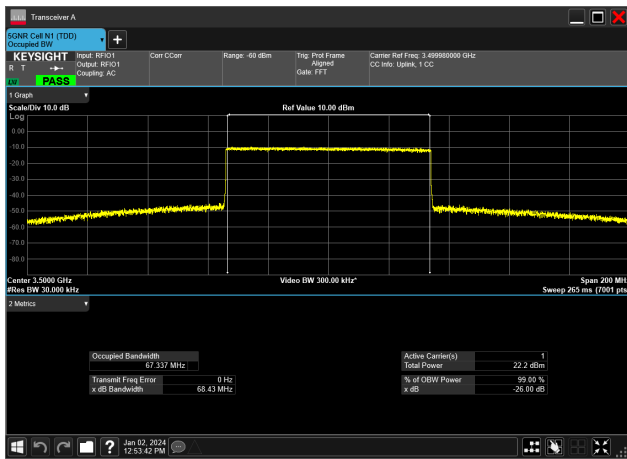 Transceiver A
5GNR Cell N1 (TDD)
Occupied BW
KEYSIGHT
R T
LXI
PASS
Input: RFIO1
Output: RFIO1
Coupling: AC
Corr CCorr
Range: -60 dBm
Trig: Prot Frame
Aligned
Gate: FFT
Carrier Ref Freq: 3.499980000 GHz
CC Info: Uplink, 1 CC
1 Graph
Scale/Div 10.0 dB
Ref Value 10.00 dBm
Log
0.00
-10.0
-20.0
-30.0
-40.0
-50.0
-60.0
-70.0
-80.0
Center 3.5000 GHz
Video BW 300.00 kHz*
Span 200 MH
#Res BW 30.000 kHz
Sweep 265 ms (7001 pts
2 Metrics
Occupied Bandwidth
67.337 MHz
Transmit Freq Error 0 Hz
x dB Bandwidth 68.43 MHz
Active Carrier(s) 1
Total Power 22.2 dBm
% of OBW Power 99.00 %
x dB -26.00 dB
?
Jan 02, 2024
12:53:42 PM